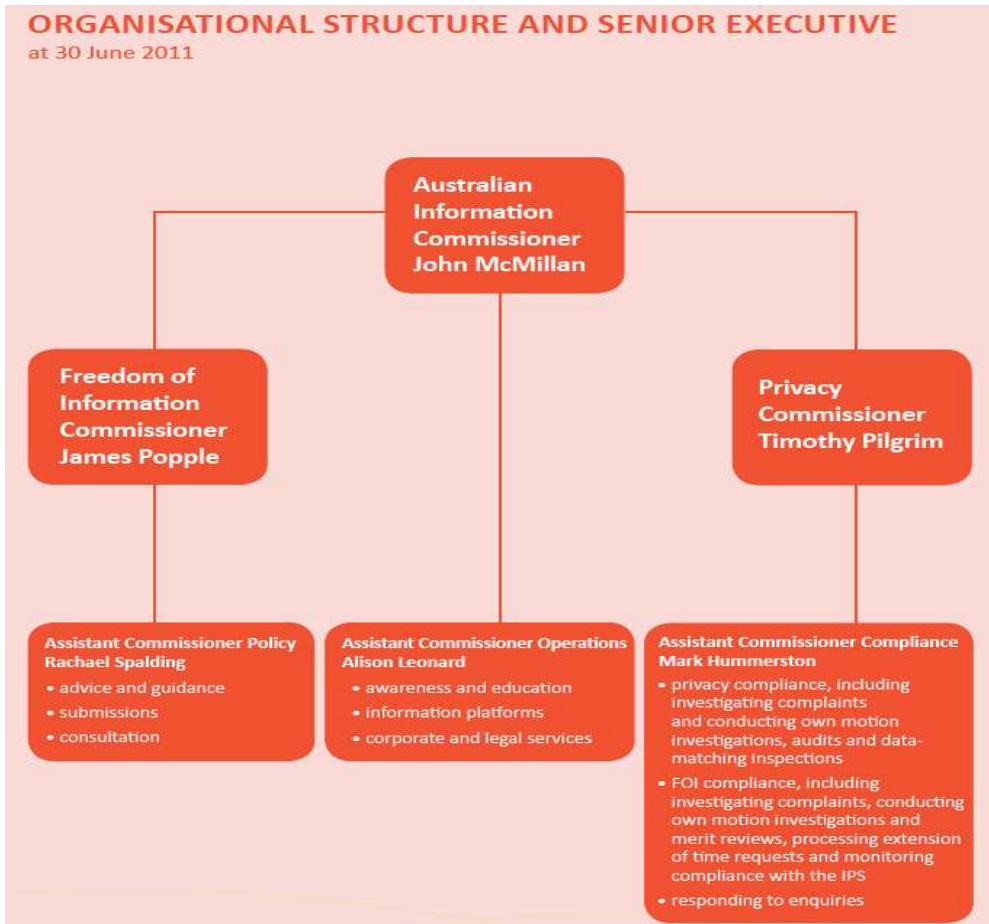 ORGANISATIONAL STRUCTURE AND SENIOR EXECUTIVE
at 30 June 2011
Australian
Information
Commissioner
John McMillan
Freedom of
Information
Commissioner
James Popple
Privacy
Commissioner
Timothy Pilgrim
Assistant Commissioner Policy
Rachael Spalding
• advice and guidance
• submissions
• consultation
Assistant Commissioner Operations
Alison Leonard
• awareness and education
• information platforms
• corporate and legal services
Assistant Commissioner Compliance
Mark Hummerston
• privacy compliance, including
investigating complaints
and conducting own motion
investigations, audits and data-
matching inspections
• FOI compliance, including
investigating complaints, conducting
own motion investigations and
merit reviews, processing extension
of time requests and monitoring
compliance with the IPS
• responding to enquiries